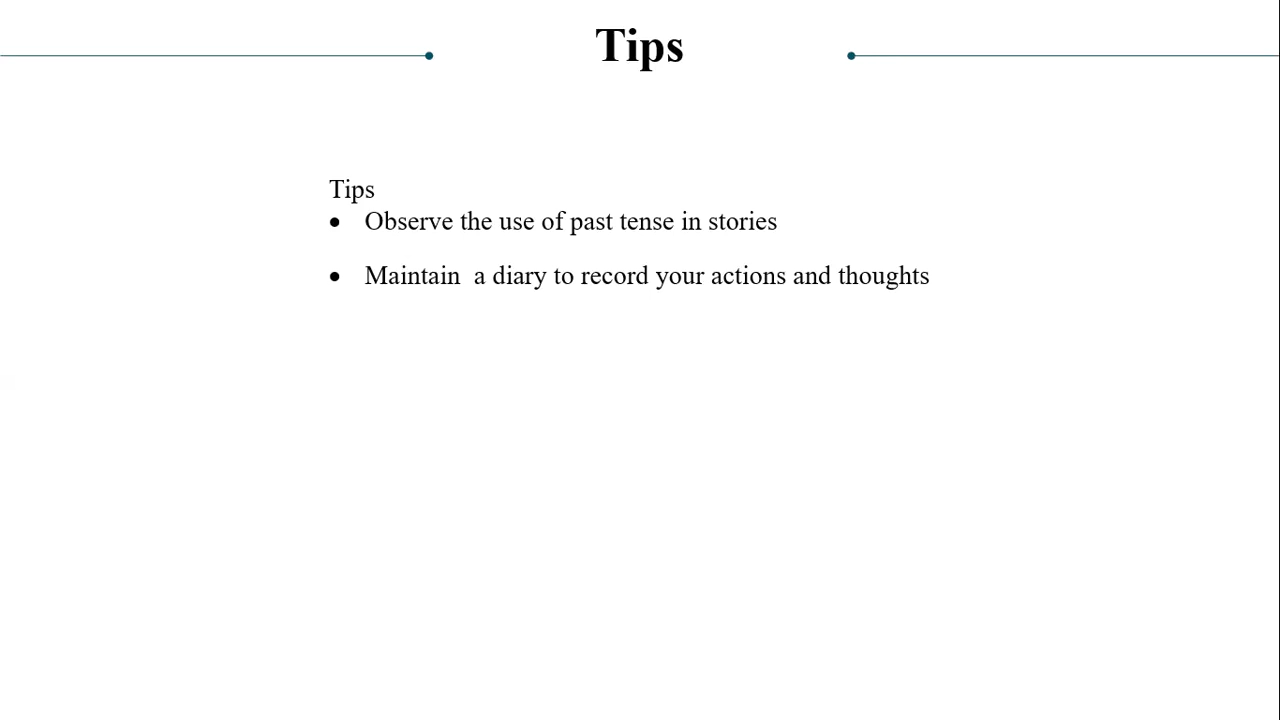 Tips
Tips
• Observe the use of past tense in stories
• Maintain  a diary to record your actions and thoughts